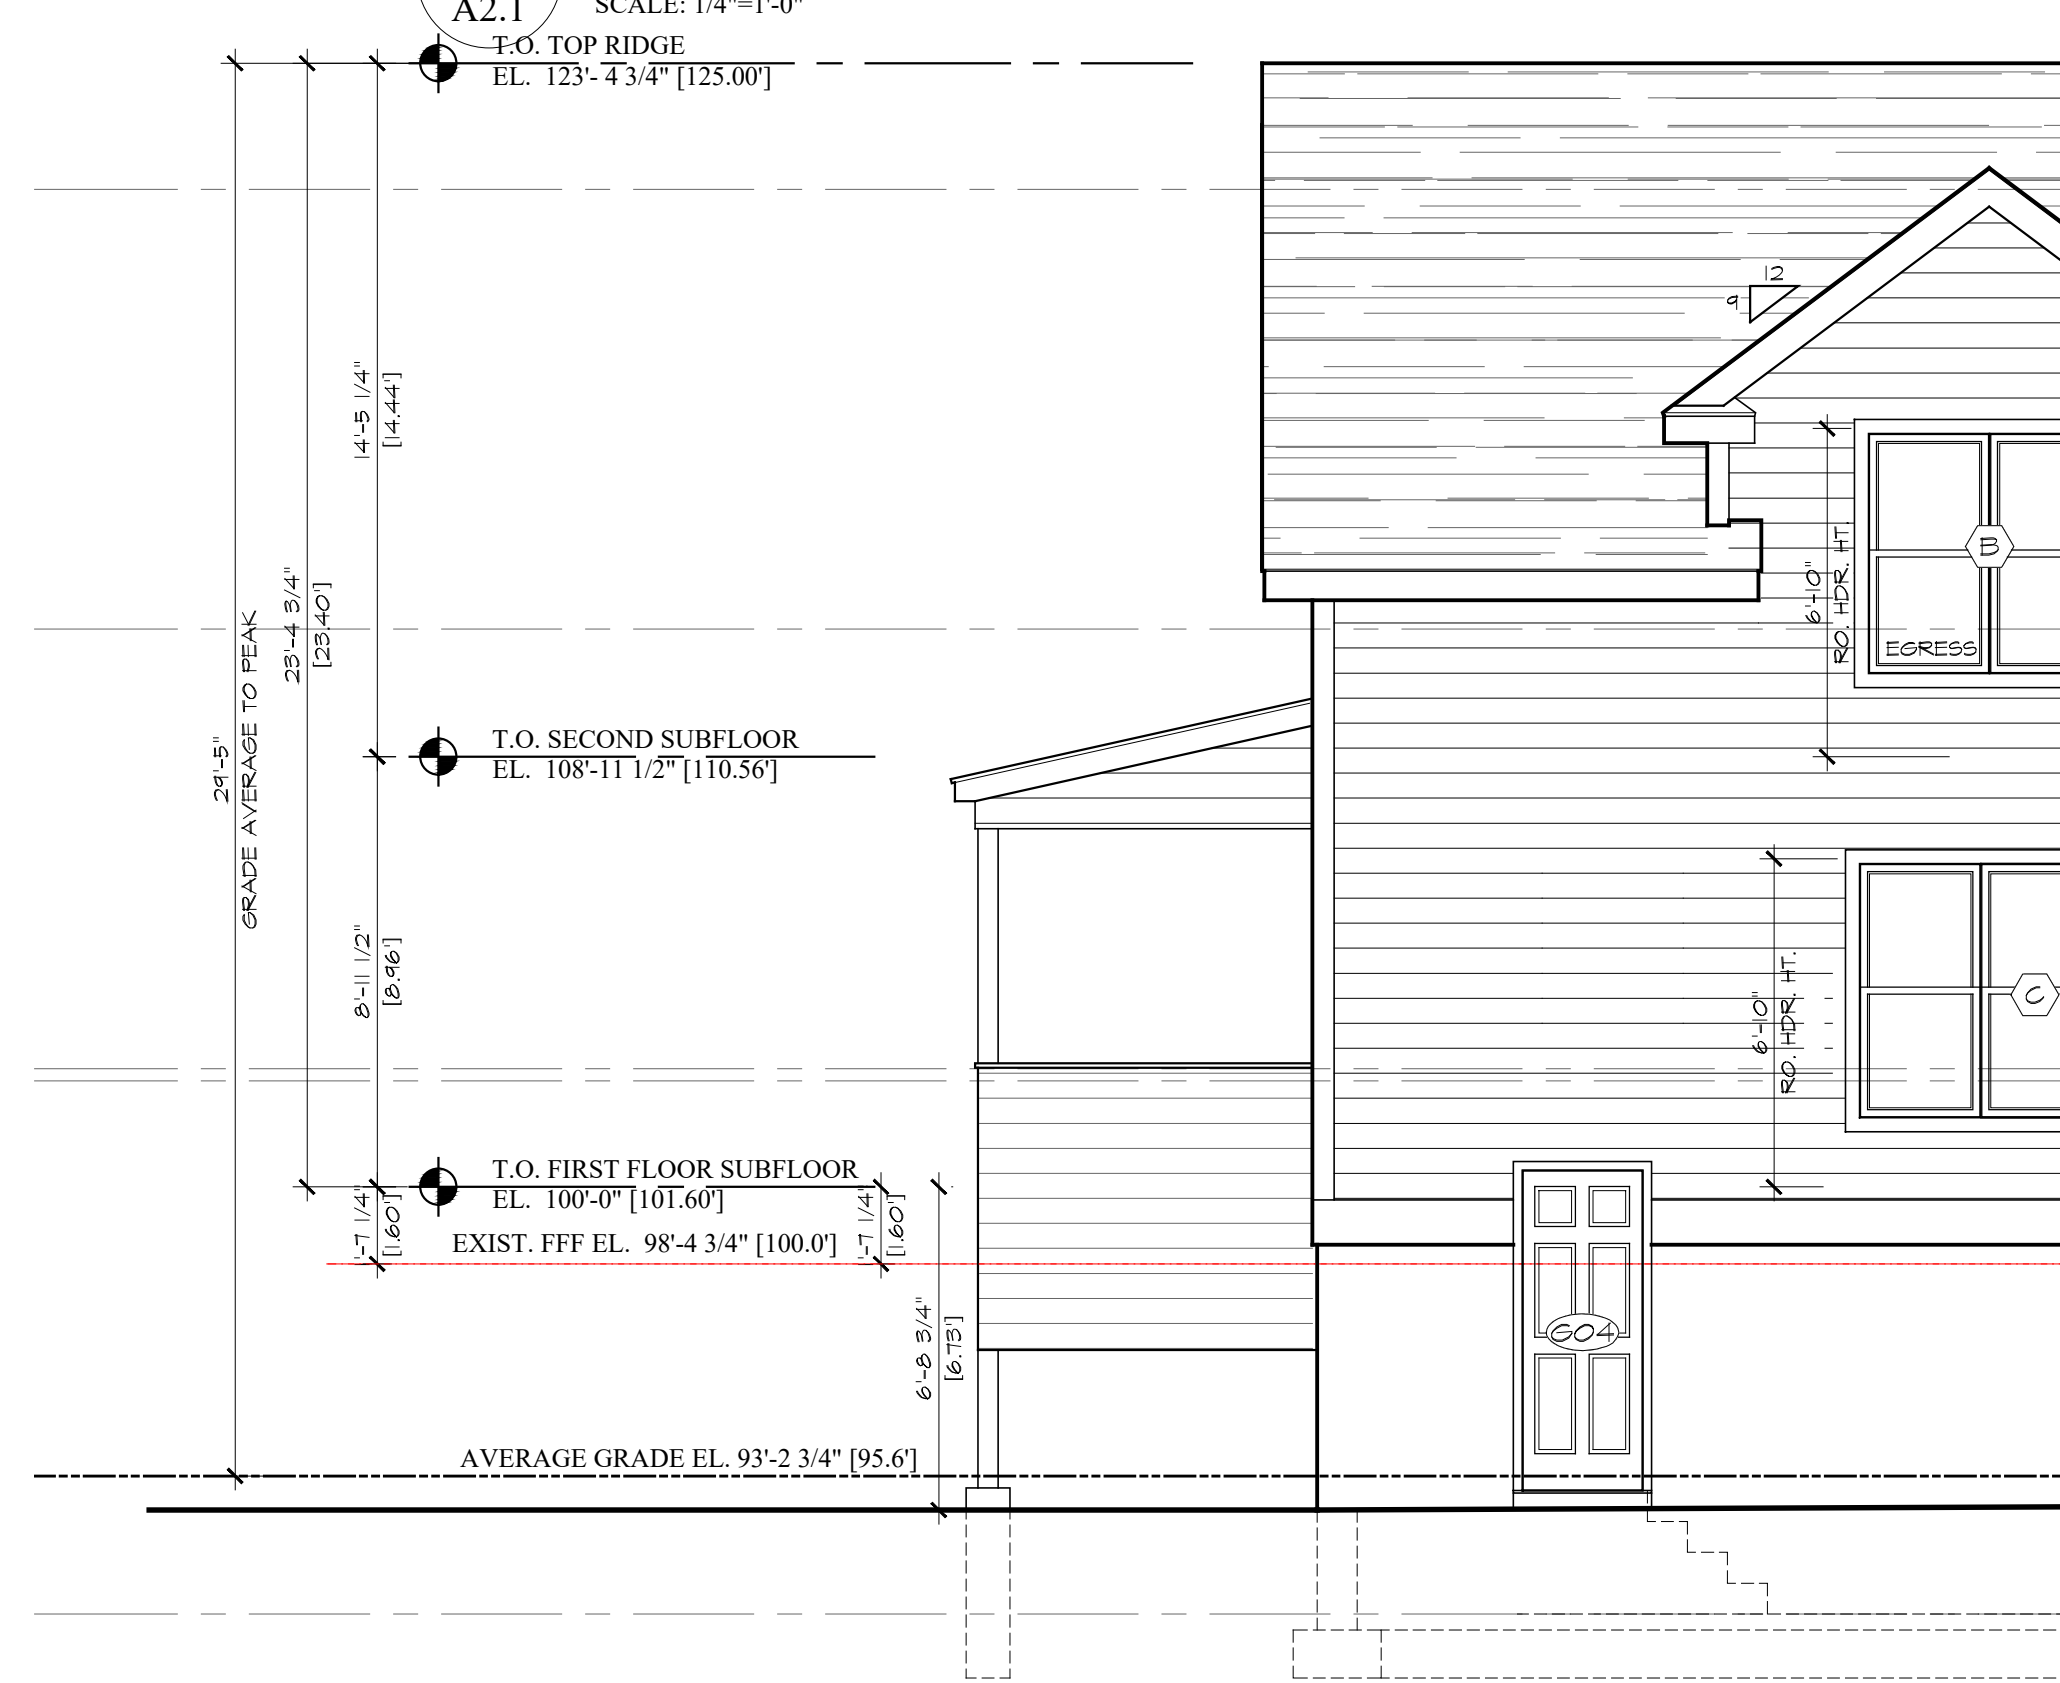 A2.1
SCALE: 1/4"=1'-0"
T.O. TOP RIDGE
EL. 123'- 4 3/4" [125.00']
12
9
14'-5 1/4"
[14.44']
23'-4 3/4"
[23.40']
29'-5"
GRADE AVERAGE TO PEAK
6'-10"
RO. HDR. HT.
B
EGRESS
T.O. SECOND SUBFLOOR
EL. 108'-11 1/2" [110.56']
8'-11 1/2"
[8.96']
6'-10"
RO. HDR. HT.
C
T.O. FIRST FLOOR SUBFLOOR
EL. 100'-0" [101.60']
1'-7 1/4"
[1.60']
1'-7 1/4"
[1.60']
EXIST. FFF EL. 98'-4 3/4" [100.0']
6'-8 3/4"
[6.73']
G04
AVERAGE GRADE EL. 93'-2 3/4" [95.6']